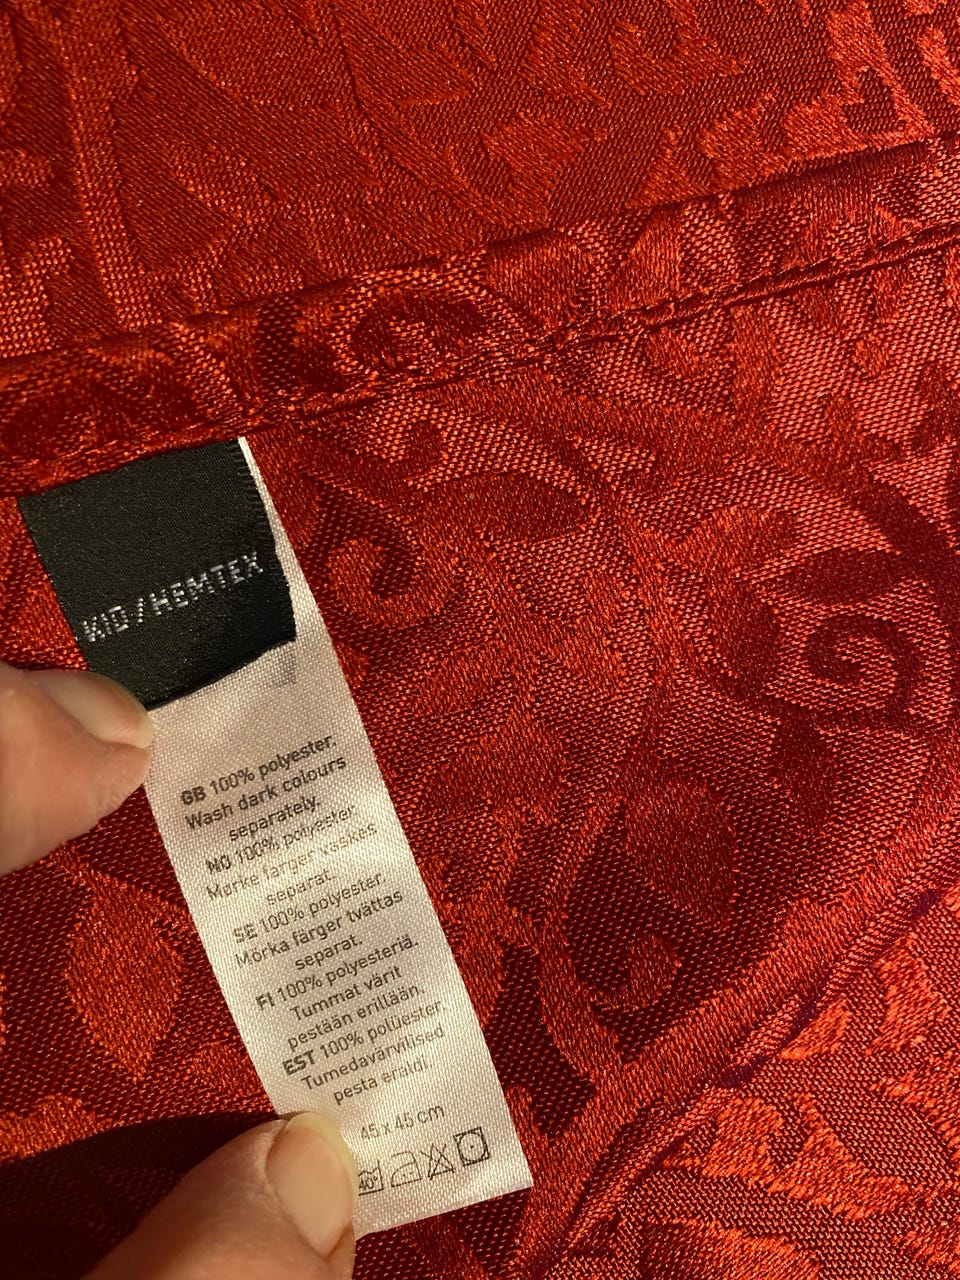 KID/HEMTEX
GB 100% polyester.
Wash dark colours
separately.
NO 100% polyester.
Mørke farger vaskes
separat.
SE 100% polyester.
Mörka färger tvättas
separat.
FI 100% polyesteriä.
Tummat värit
pestään erillään.
EST 100% polüester.
Tumedavärvilised
pesta eraldi.
45 x 45 cm
40°